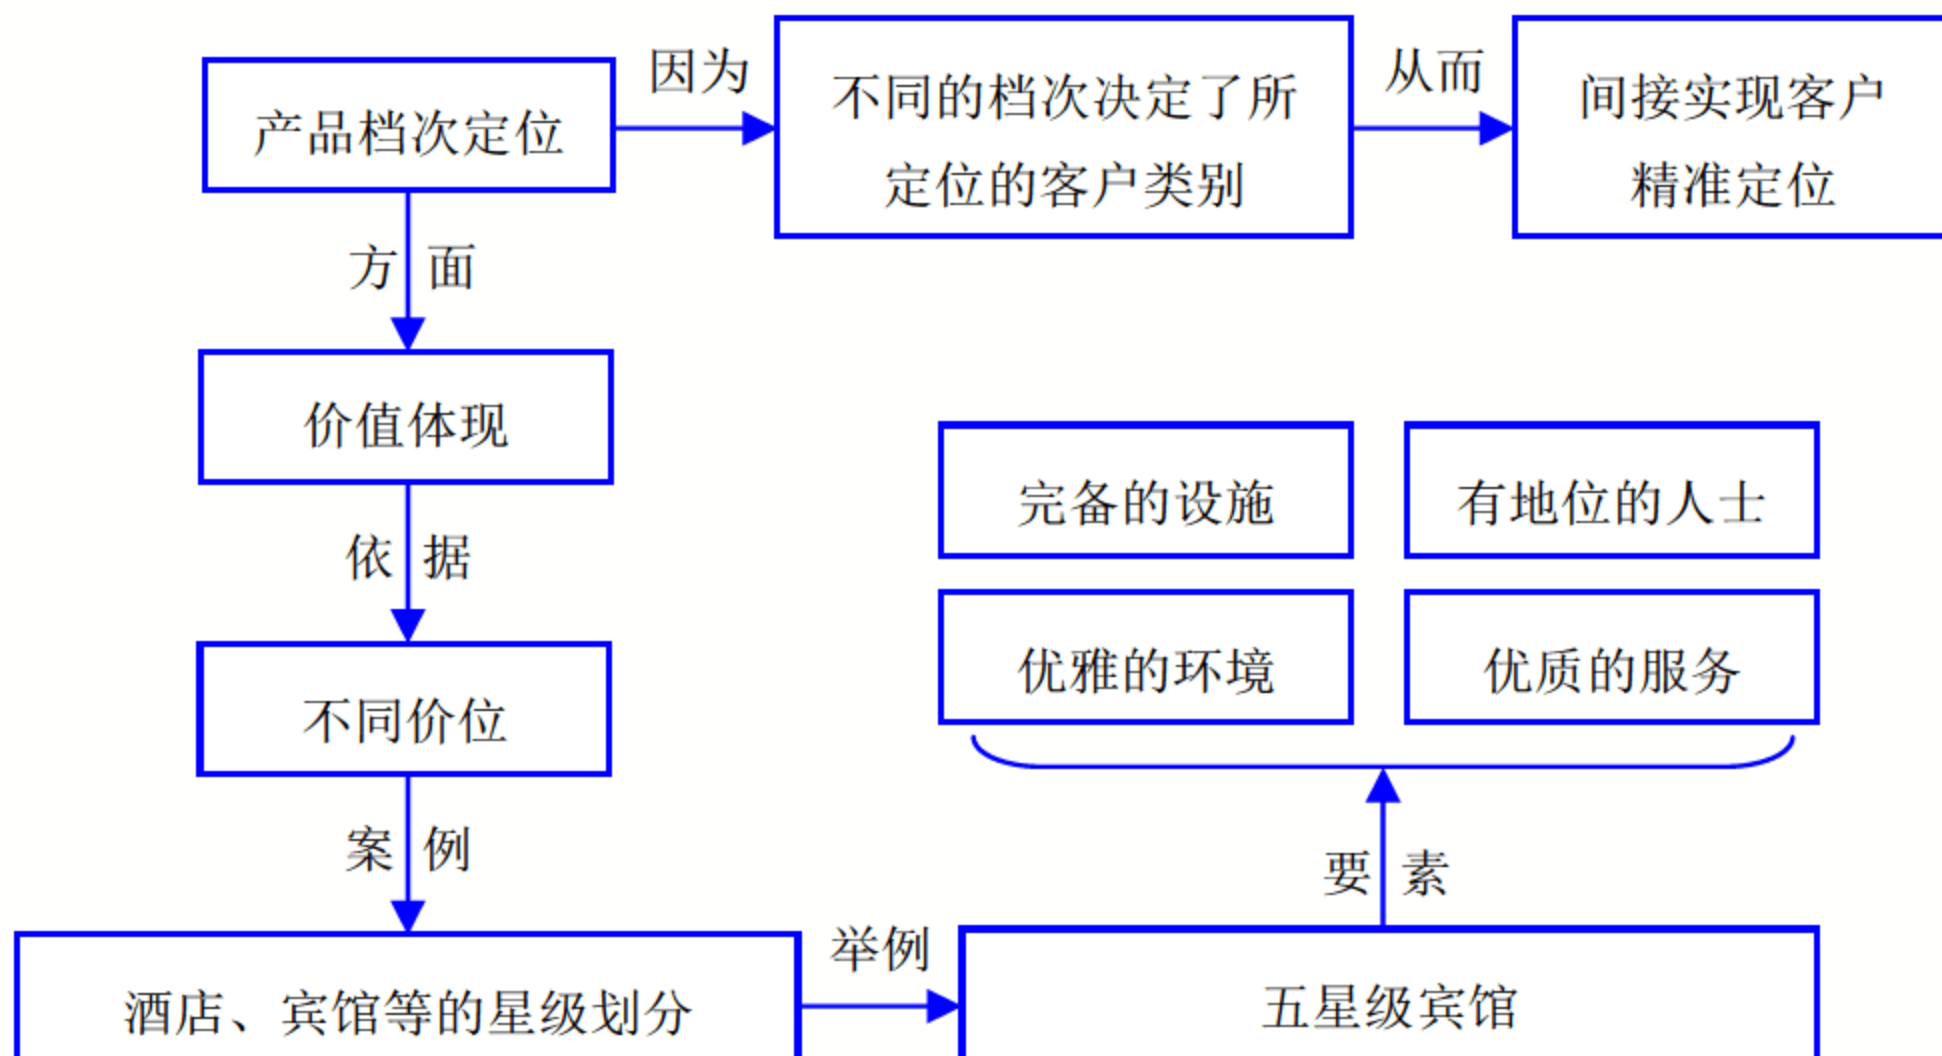 产品档次定位
因为
不同的档次决定了所
定位的客户类别
从而
间接实现客户
精准定位
方面
价值体现
依据
不同价位
案例
酒店、宾馆等的星级划分
举例
五星级宾馆
要素
完备的设施
有地位的人士
优雅的环境
优质的服务